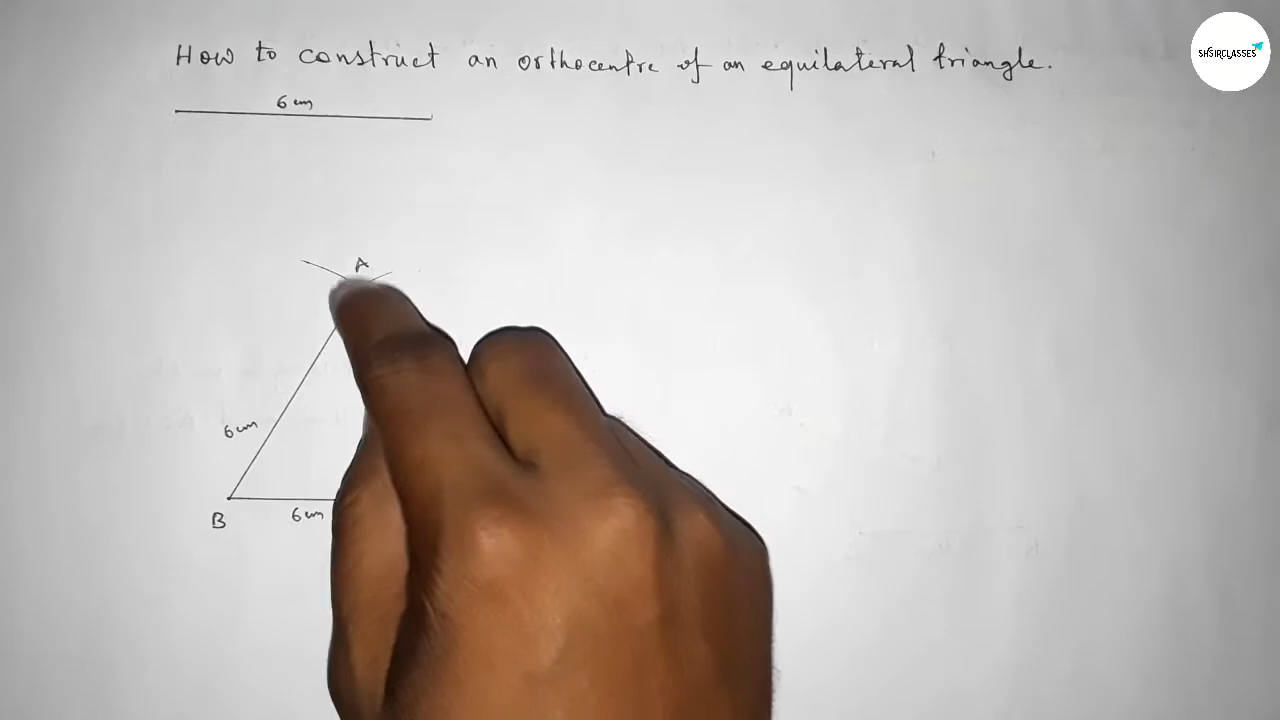 How to construct an orthocentre of an equilateral triangle.
SHSIRCLASSES
6 cm
A
6 cm
B
6 cm